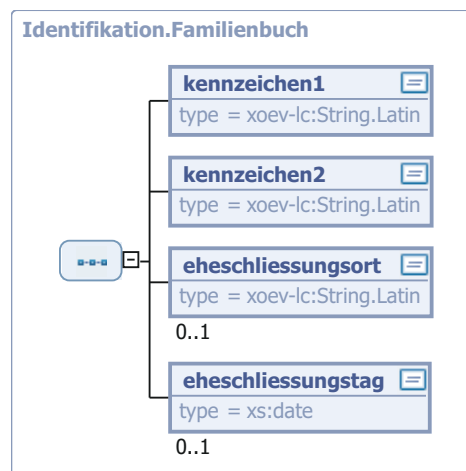 Identifikation.Familienbuch
kennzeichen1
type = xoev-lc:String.Latin
kennzeichen2
type = xoev-lc:String.Latin
eheschliessungsort
type = xoev-lc:String.Latin
0..1
eheschliessungstag
type = xs:date
0..1